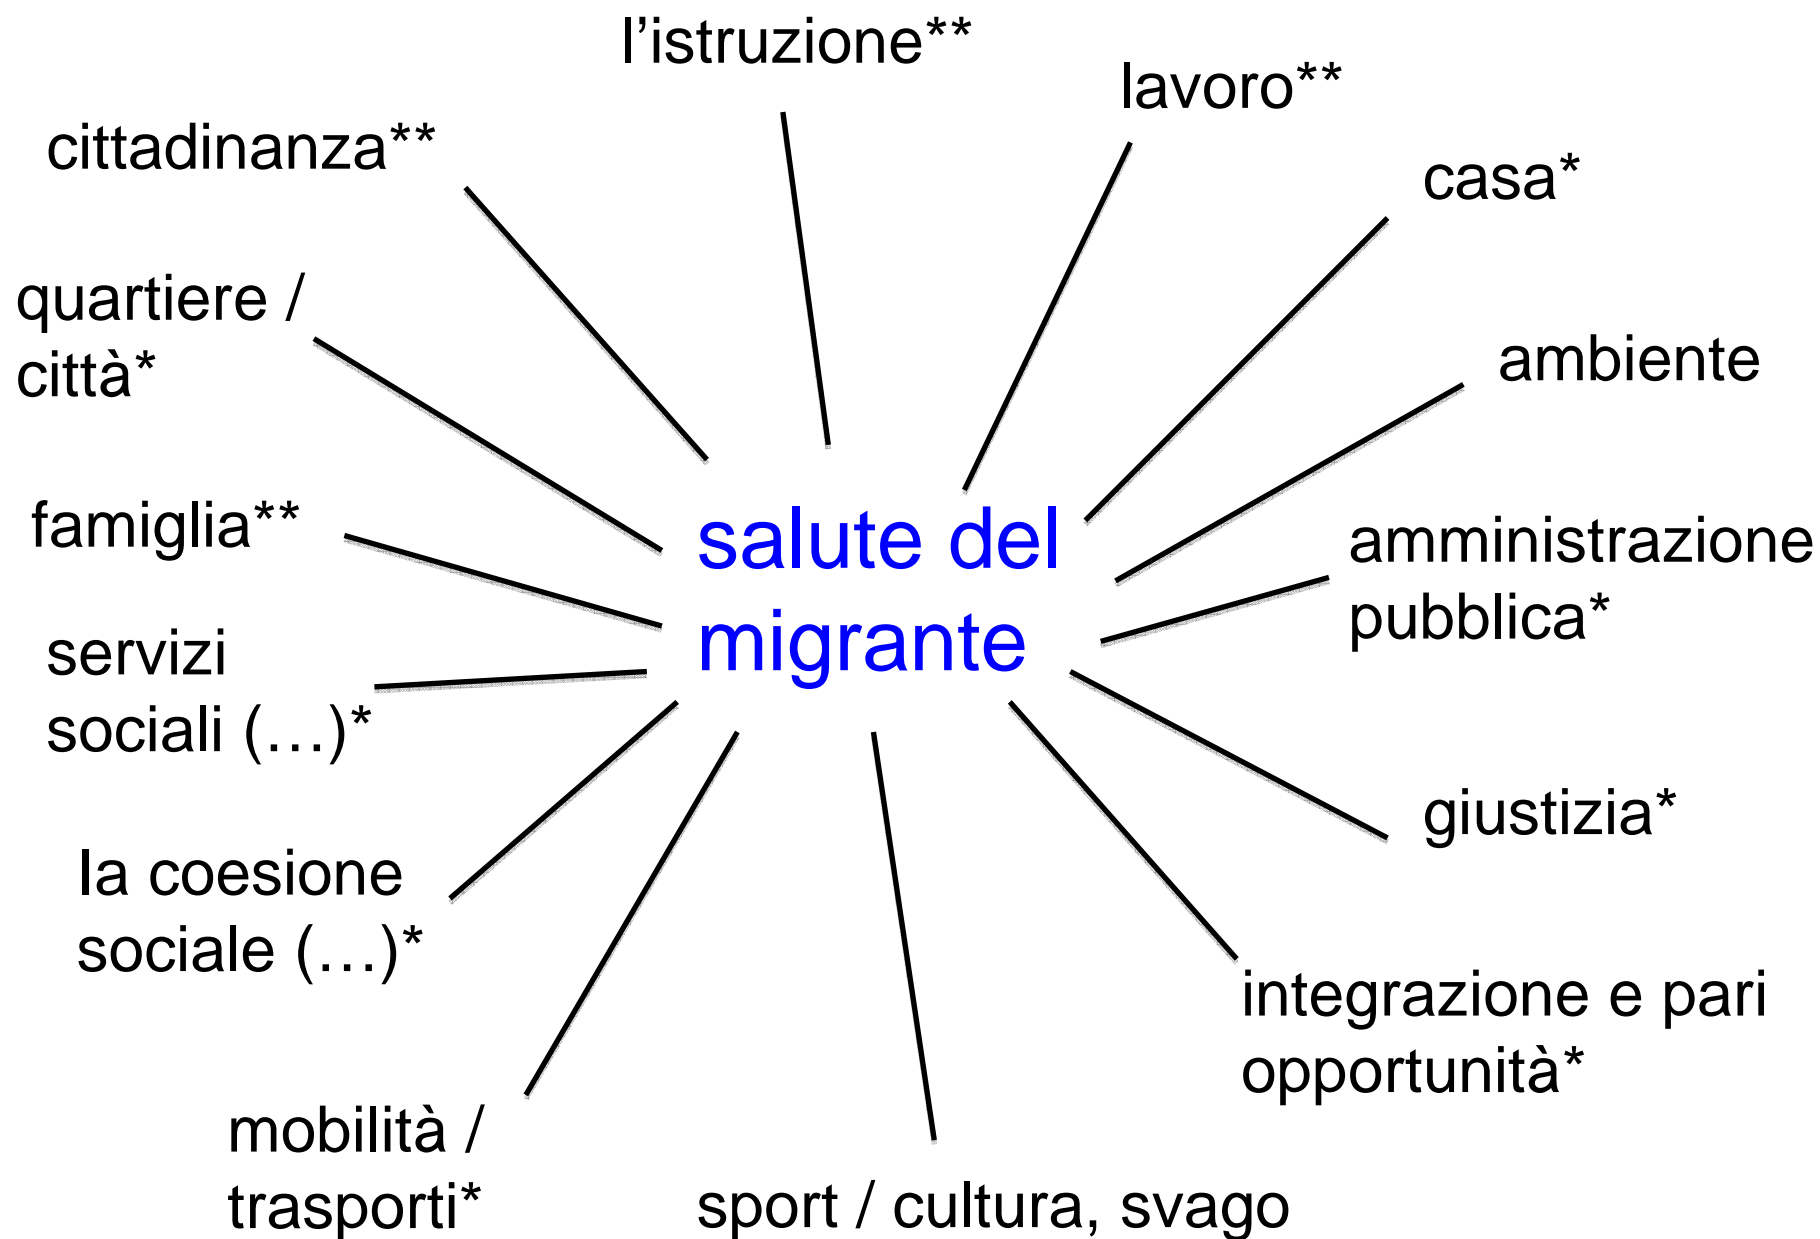 l’istruzione**
lavoro**
cittadinanza**
casa*
quartiere /
città*
ambiente
famiglia**
salute del
migrante
amministrazione
pubblica*
servizi
sociali (…)*
giustizia*
la coesione
sociale (…)*
integrazione e pari
opportunità*
mobilità /
trasporti*
sport / cultura, svago